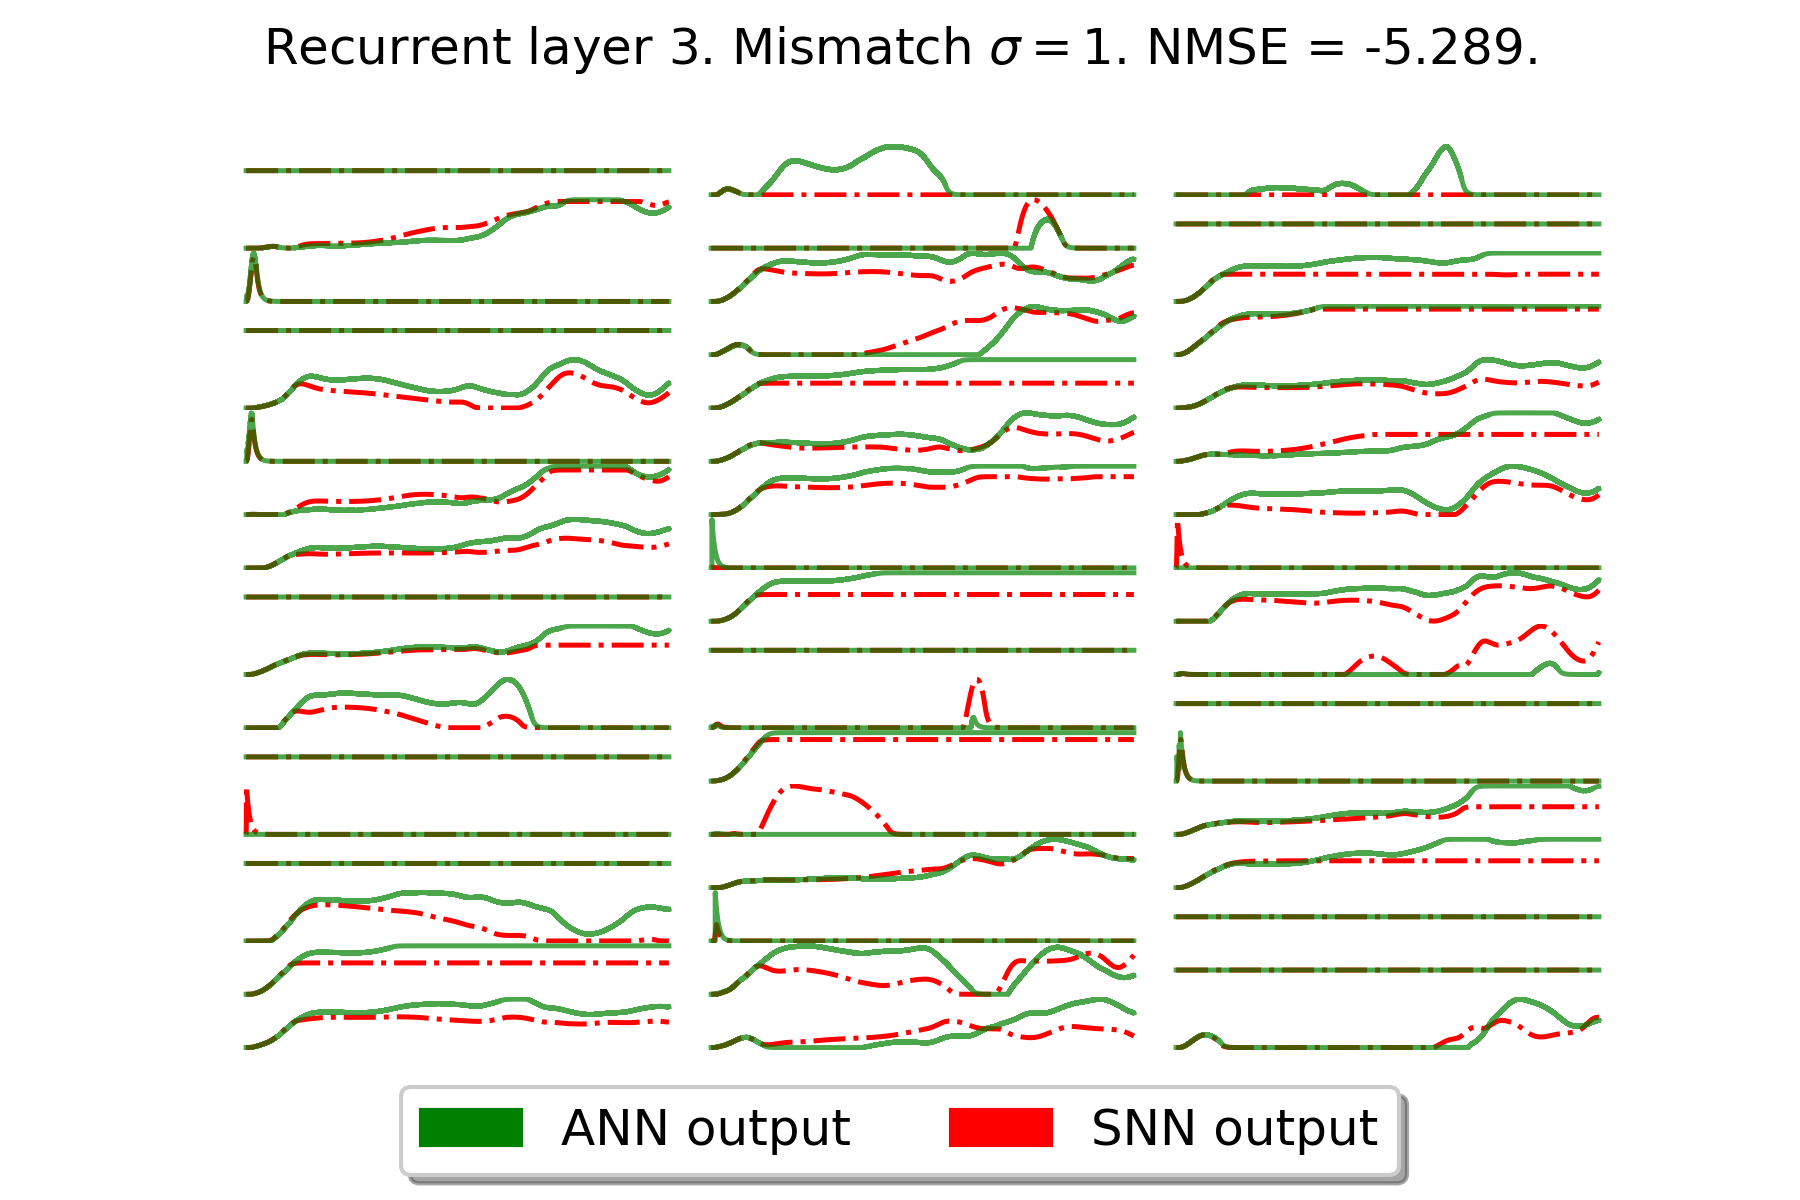 Recurrent layer 3. Mismatch σ = 1. NMSE = -5.289.
ANN output
SNN output